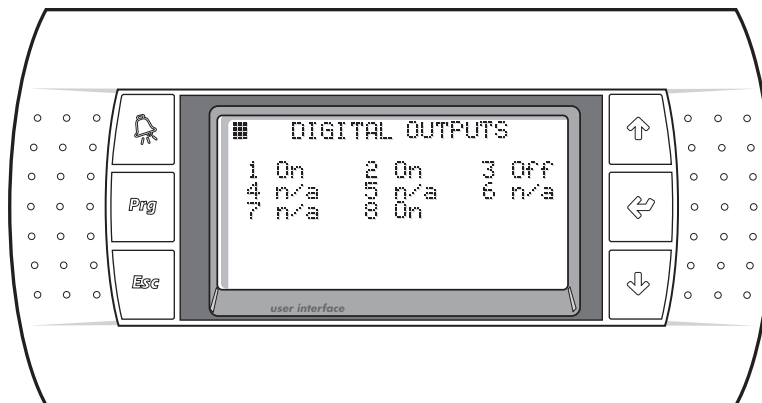 DIGITAL OUTPUTS
1 On 2 On 3 Off
4 n/a 5 n/a 6 n/a
7 n/a 8 On
Prg
Esc
user interface